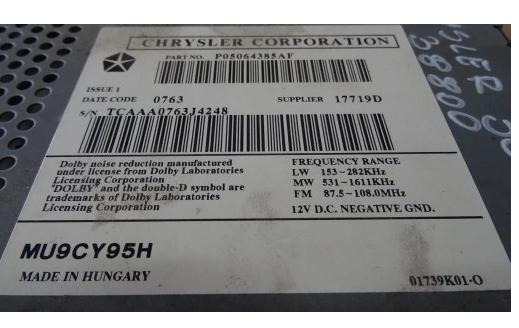 CHRYSLER CORPORATION
PART NO. P05064385AF
ISSUE 1
DATE CODE 0763 SUPPLIER 17719D
S/N TCAAA0763J4248
Dolby noise reduction manufactured
under license from Dolby Laboratories
Licensing Corporation
"DOLBY" and the double-D symbol are
trademarks of Dolby Laboratories
Licensing Corporation
FREQUENCY RANGE
LW 153-282KHz
MW 531-1611KHz
FM 87.5-108.0MHz
12V D.C. NEGATIVE GND.
MU9CY95H
MADE IN HUNGARY
01739K01-O